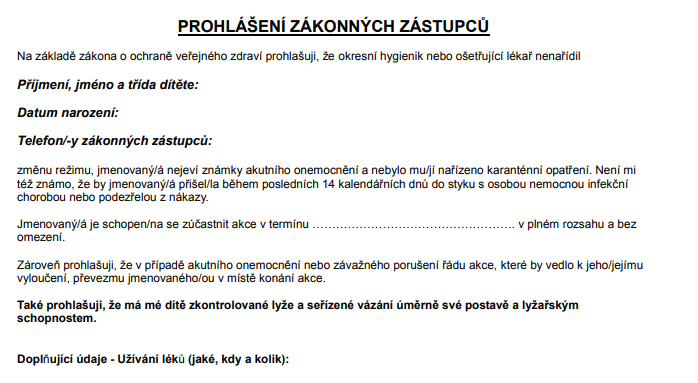 PROHLÁŠENÍ ZÁKONNÝCH ZÁSTUPCŮ
Na základě zákona o ochraně veřejného zdraví prohlašuji, že okresní hygienik nebo ošetřující lékař nenařídil
Příjmení, jméno a třída dítěte:
Datum narození:
Telefon/-y zákonných zástupců:
změnu režimu, jmenovaný/á nejeví známky akutního onemocnění a nebylo mu/jí nařízeno karanténní opatření. Není mi
též známo, že by jmenovaný/á přišel/la během posledních 14 kalendářních dnů do styku s osobou nemocnou infekční
chorobou nebo podezřelou z nákazy.
Jmenovaný/á je schopen/na se zúčastnit akce v termínu ……………………………………………. v plném rozsahu a bez
omezení.
Zároveň prohlašuji, že v případě akutního onemocnění nebo závažného porušení řádu akce, které by vedlo k jeho/jejímu
vyloučení, převezmu jmenovaného/ou v místě konání akce.
Také prohlašuji, že má mé dítě zkontrolované lyže a seřízené vázání úměrně své postavě a lyžařským
schopnostem.
Doplňující údaje - Užívání léků (jaké, kdy a kolik):